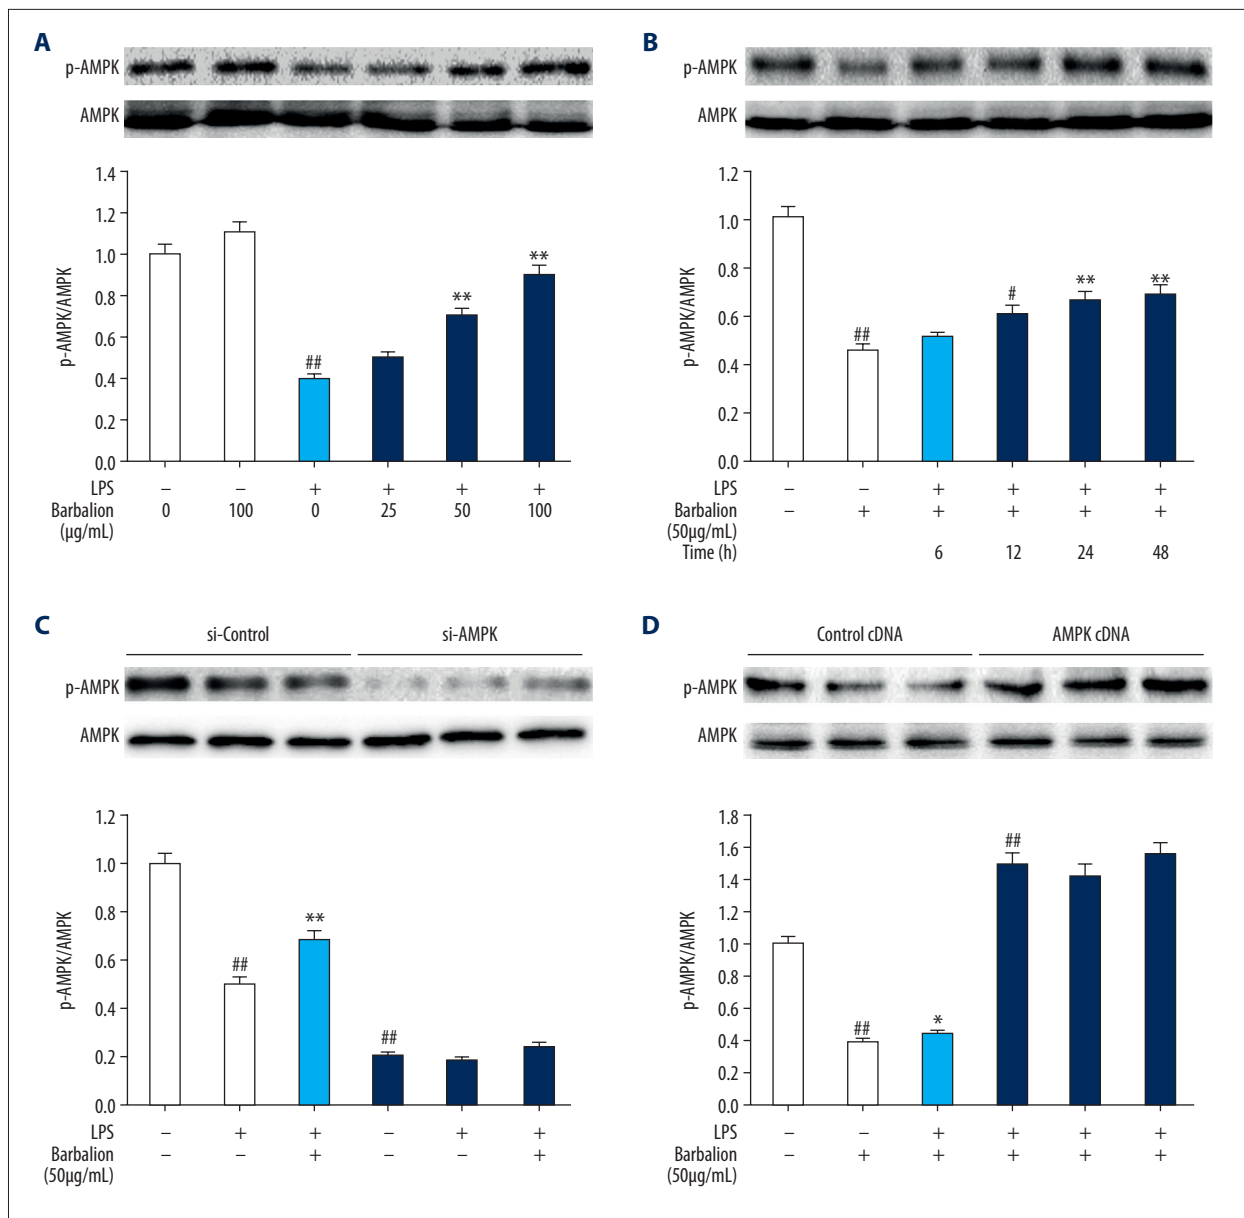 A
p-AMPK
AMPK
1.4
1.2
1.0
0.8
0.6
0.4
0.2
0.0
p-AMPK/AMPK
##
**
**
LPS – – + + + +
Barbalion 0 100 0 25 50 100
(μg/mL)
B
p-AMPK
AMPK
1.2
1.0
0.8
0.6
0.4
0.2
0.0
p-AMPK/AMPK
##
#
**
**
LPS – – + + + +
Barbalion – + + + + +
(50μg/mL)
Time (h) 6 12 24 48
C
si-Control si-AMPK
p-AMPK
AMPK
1.2
1.0
0.8
0.6
0.4
0.2
0.0
p-AMPK/AMPK
##
**
##
LPS – + + – + +
Barbalion – – + – – +
(50μg/mL)
D
Control cDNA AMPK cDNA
p-AMPK
AMPK
1.8
1.6
1.4
1.2
1.0
0.8
0.6
0.4
0.2
0.0
p-AMPK/AMPK
##
*
##
LPS – – + + + +
Barbalion – + + + + +
(50μg/mL)